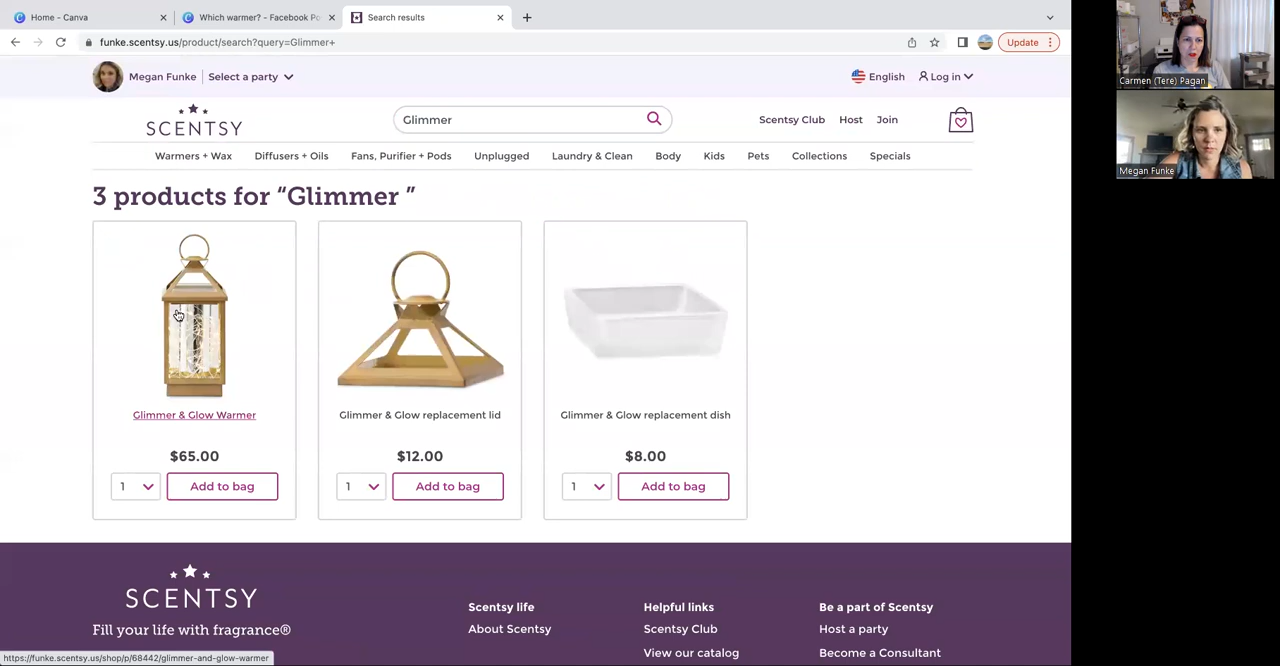 Home - Canva
Which warmer? - Facebook Po
Search results
funke.scentsy.us/product/search?query=Glimmer+
Update
Megan Funke
Select a party
English
Log in
SCENTSY
Glimmer
Scentsy Club
Host
Join
Warmers + Wax
Diffusers + Oils
Fans, Purifier + Pods
Unplugged
Laundry & Clean
Body
Kids
Pets
Collections
Specials
3 products for “Glimmer ”
Glimmer & Glow Warmer
$65.00
1
Add to bag
Glimmer & Glow replacement lid
$12.00
1
Add to bag
Glimmer & Glow replacement dish
$8.00
1
Add to bag
SCENTSY
Fill your life with fragrance®
Scentsy life
About Scentsy
Helpful links
Scentsy Club
View our catalog
Be a part of Scentsy
Host a party
Become a Consultant
https://funke.scentsy.us/shop/p/68442/glimmer-and-glow-warmer
Carmen (Tere) Pagan
Megan Funke